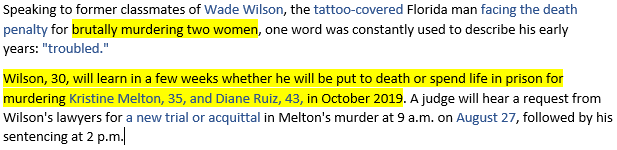 Speaking to former classmates of Wade Wilson, the tattoo-covered Florida man facing the death
penalty for brutally murdering two women, one word was constantly used to describe his early
years: "troubled."
Wilson, 30, will learn in a few weeks whether he will be put to death or spend life in prison for
murdering Kristine Melton, 35, and Diane Ruiz, 43, in October 2019. A judge will hear a request from
Wilson's lawyers for a new trial or acquittal in Melton's murder at 9 a.m. on August 27, followed by his
sentencing at 2 p.m.